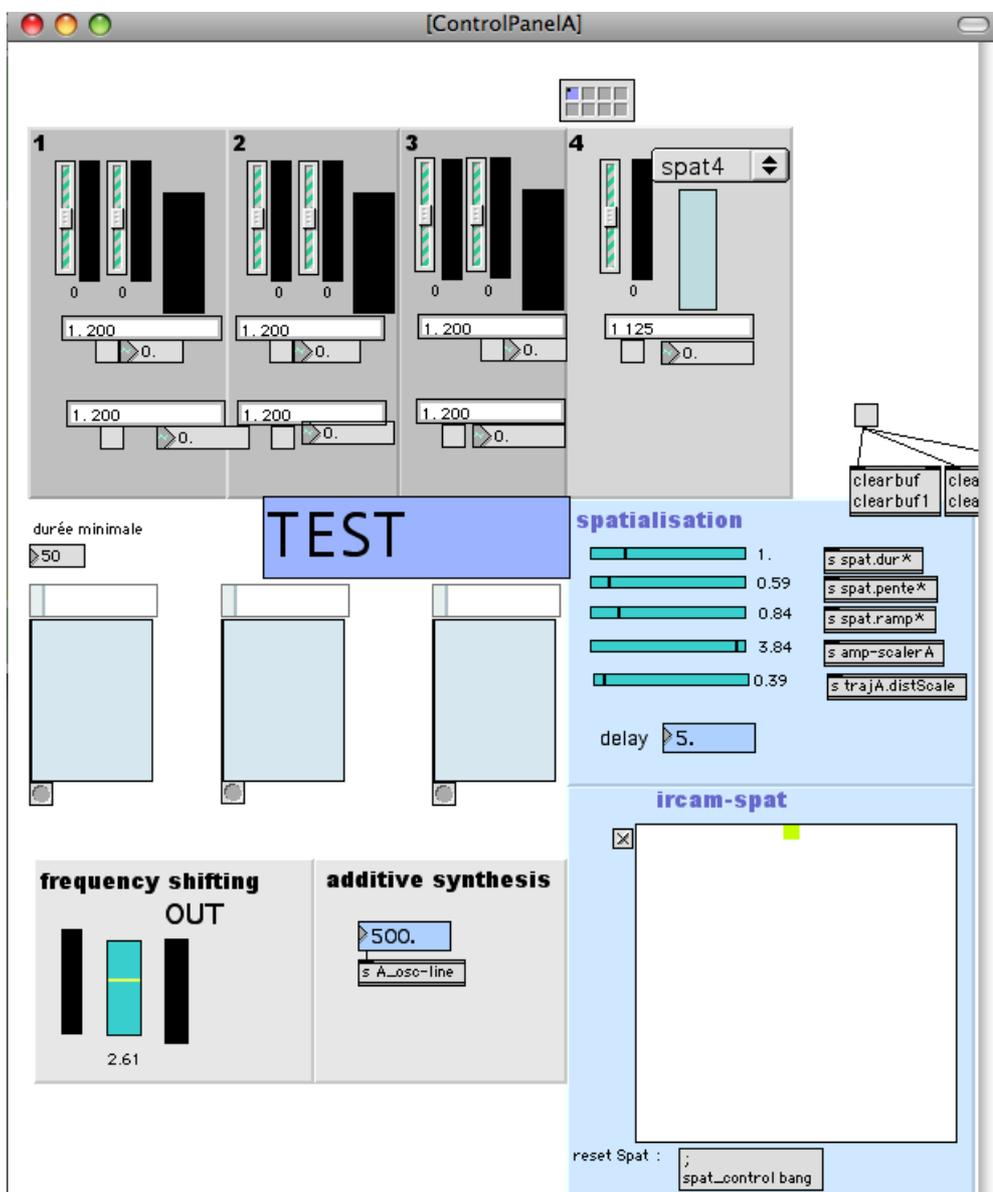 [ControlPanelA]
1
2
3
4
spat4
0
0
0
0
0
0
0
1. 200
1. 200
1. 200
1 125
0.
0.
0.
0.
1. 200
1. 200
1. 200
0.
0.
0.
clearbuf
clearbuf1
clea
clea
durée minimale
50
TEST
spatialisation
1.
s spat.dur*
0.59
s spat.pente*
0.84
s spat.ramp*
3.84
s amp-scalerA
0.39
s trajA.distScale
delay
5.
ircam-spat
frequency shifting
OUT
2.61
additive synthesis
500.
s A_osc-line
reset Spat :
;
spat_control bang